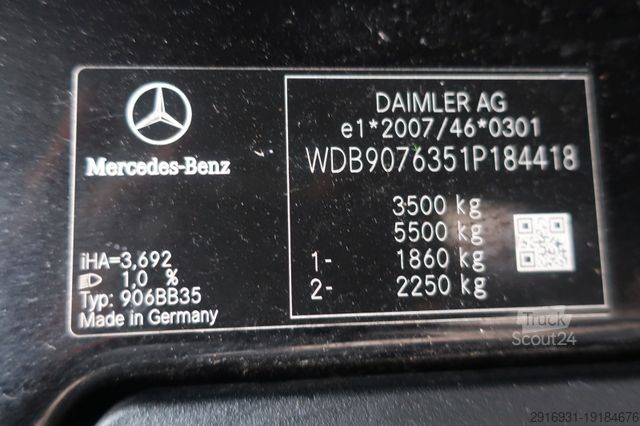 Mercedes-Benz
iHA=3,692
1,0 %
Typ: 906BB35
Made in Germany
DAIMLER AG
e1*2007/46*0301
WDB9076351P184418
3500 kg
5500 kg
1- 1860 kg
2- 2250 kg
Truck
Scout24
2916931-19184676